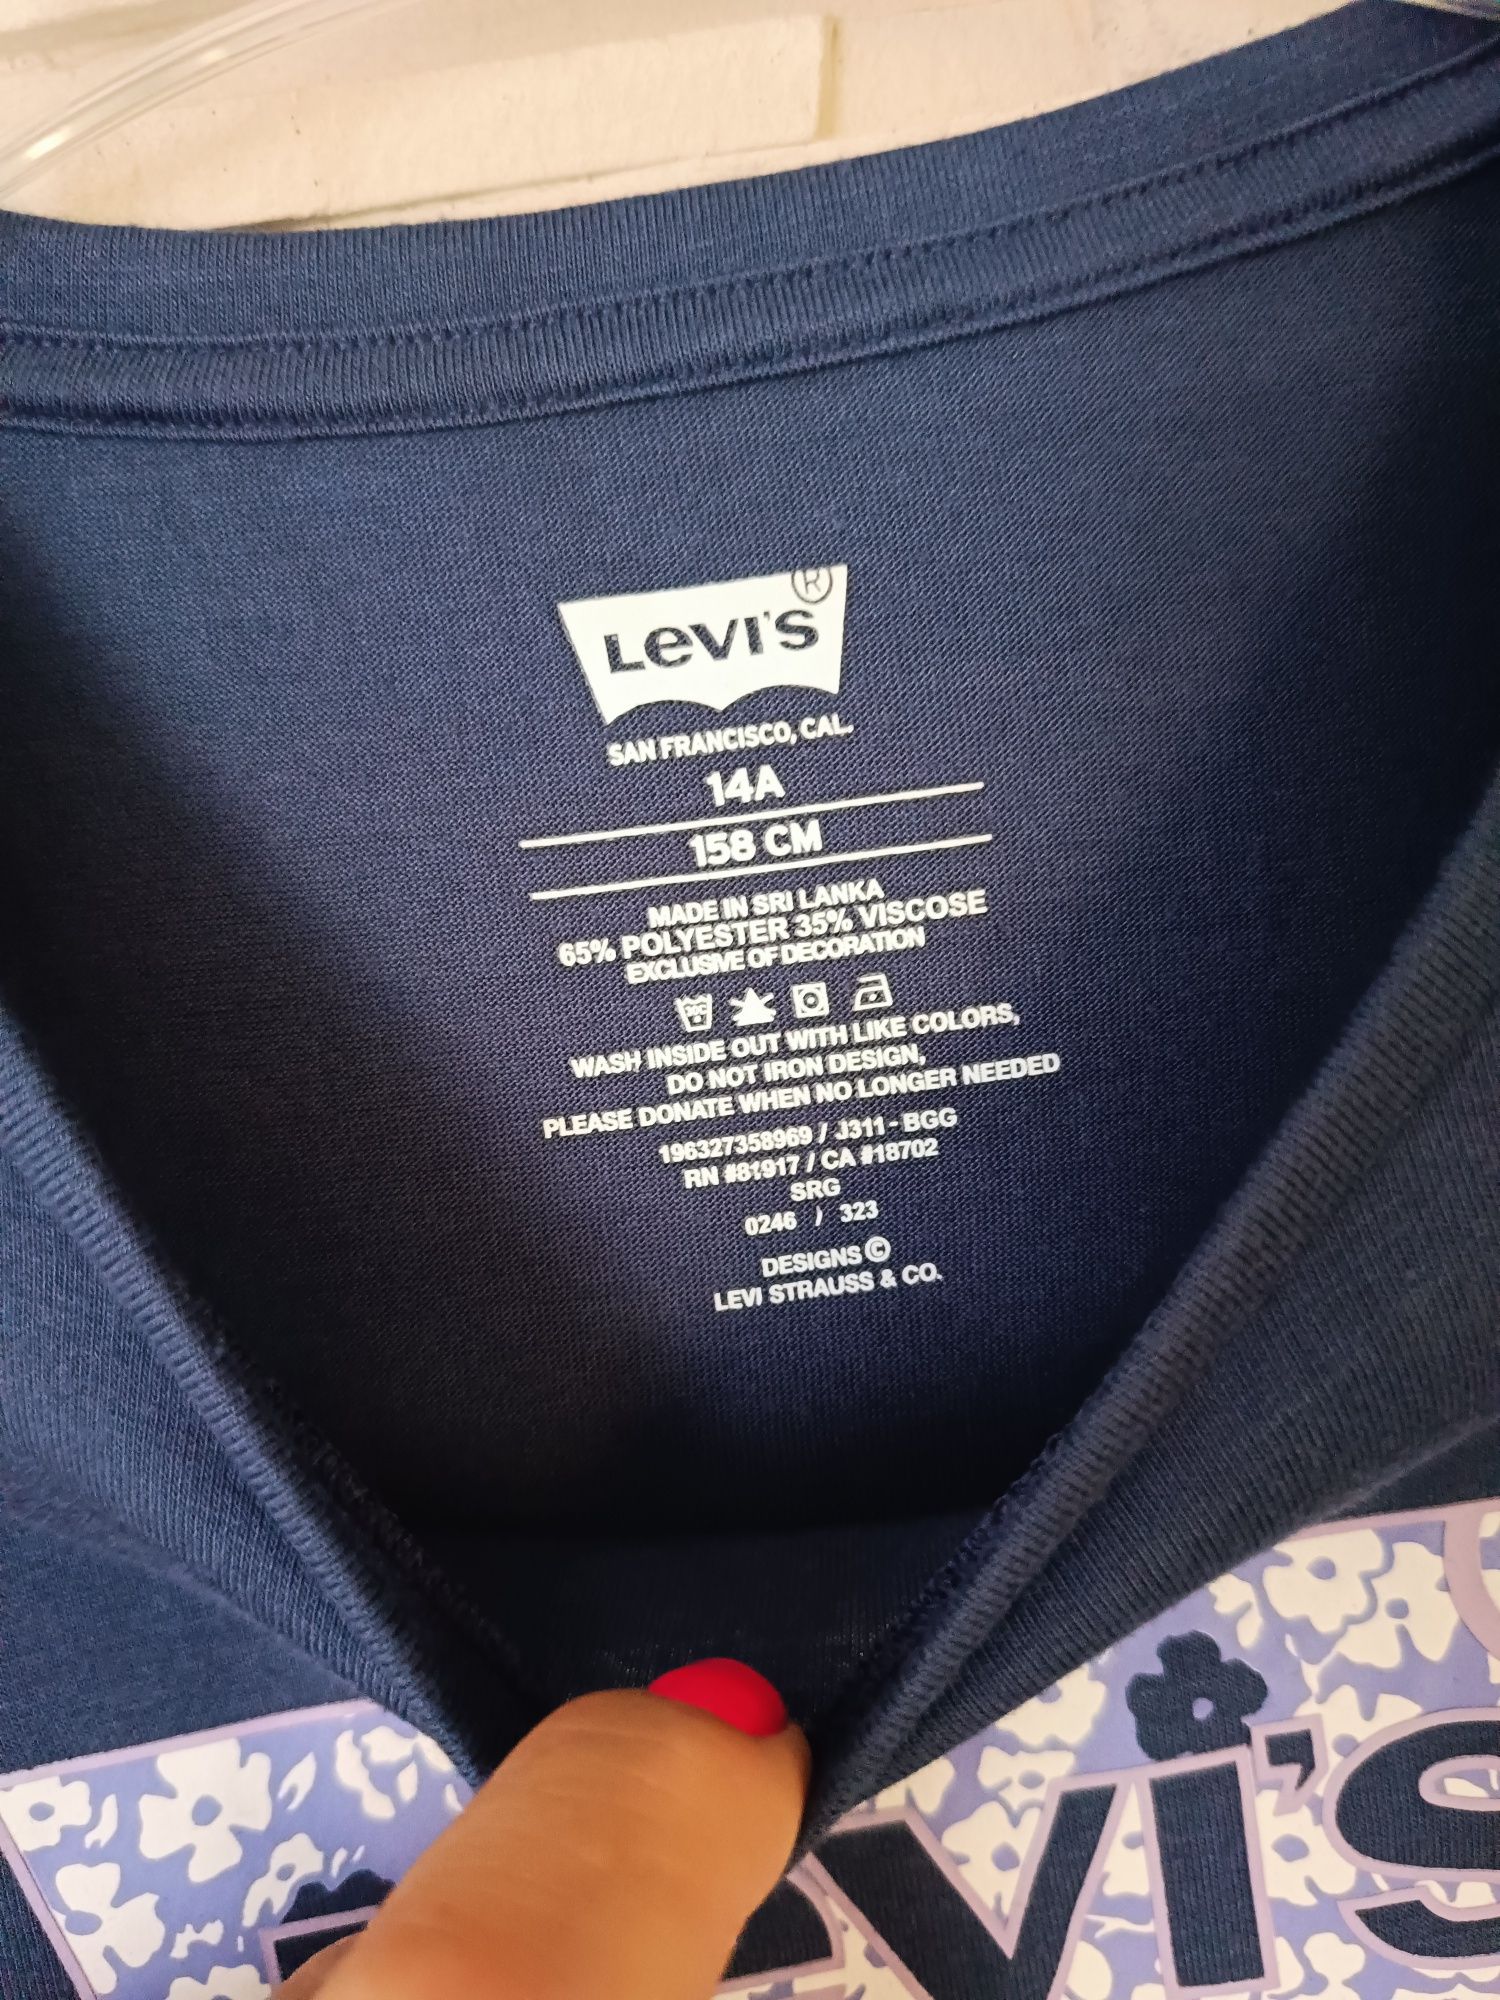 LEVI'S ®
SAN FRANCISCO, CAL.
14A
158 CM
MADE IN SRI LANKA
65% POLYESTER 35% VISCOSE
EXCLUSIVE OF DECORATION
WASH INSIDE OUT WITH LIKE COLORS,
DO NOT IRON DESIGN,
PLEASE DONATE WHEN NO LONGER NEEDED
196327358969 / J311-BGG
RN #81917 / CA #18702
SRG
0246 / 323
DESIGNS ©
LEVI STRAUSS & CO.